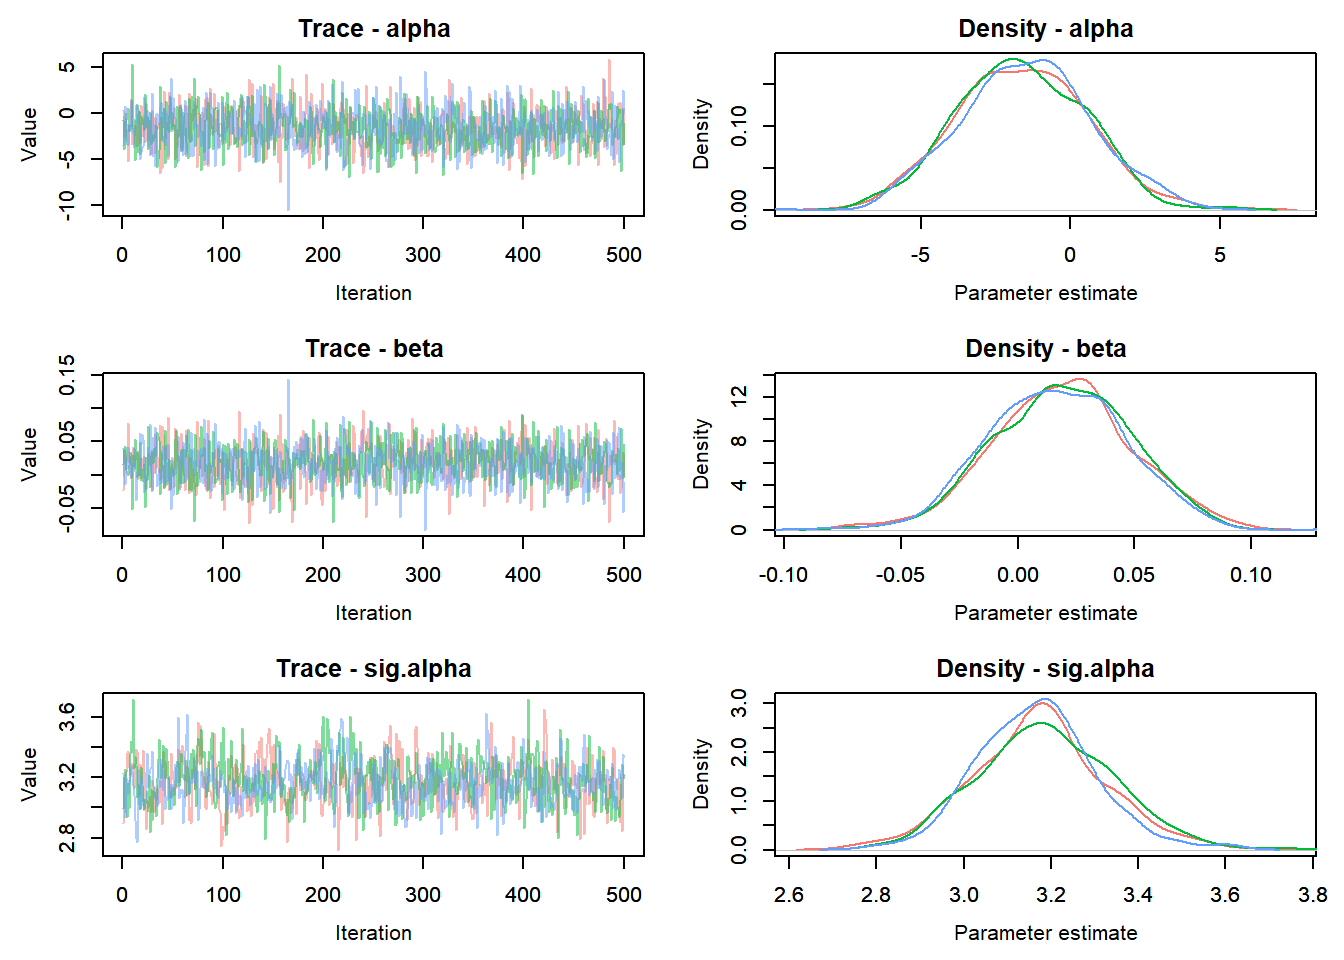 Trace - alpha
Value
5
0
-5
-10
0 100 200 300 400 500
Iteration
Density - alpha
Density
0.10
0.00
-5 0 5
Parameter estimate
Trace - beta
Value
0.15
0.05
-0.05
0 100 200 300 400 500
Iteration
Density - beta
Density
12
8
4
0
-0.10 -0.05 0.00 0.05 0.10
Parameter estimate
Trace - sig.alpha
Value
3.6
3.2
2.8
0 100 200 300 400 500
Iteration
Density - sig.alpha
Density
3.0
2.0
1.0
0.0
2.6 2.8 3.0 3.2 3.4 3.6 3.8
Parameter estimate